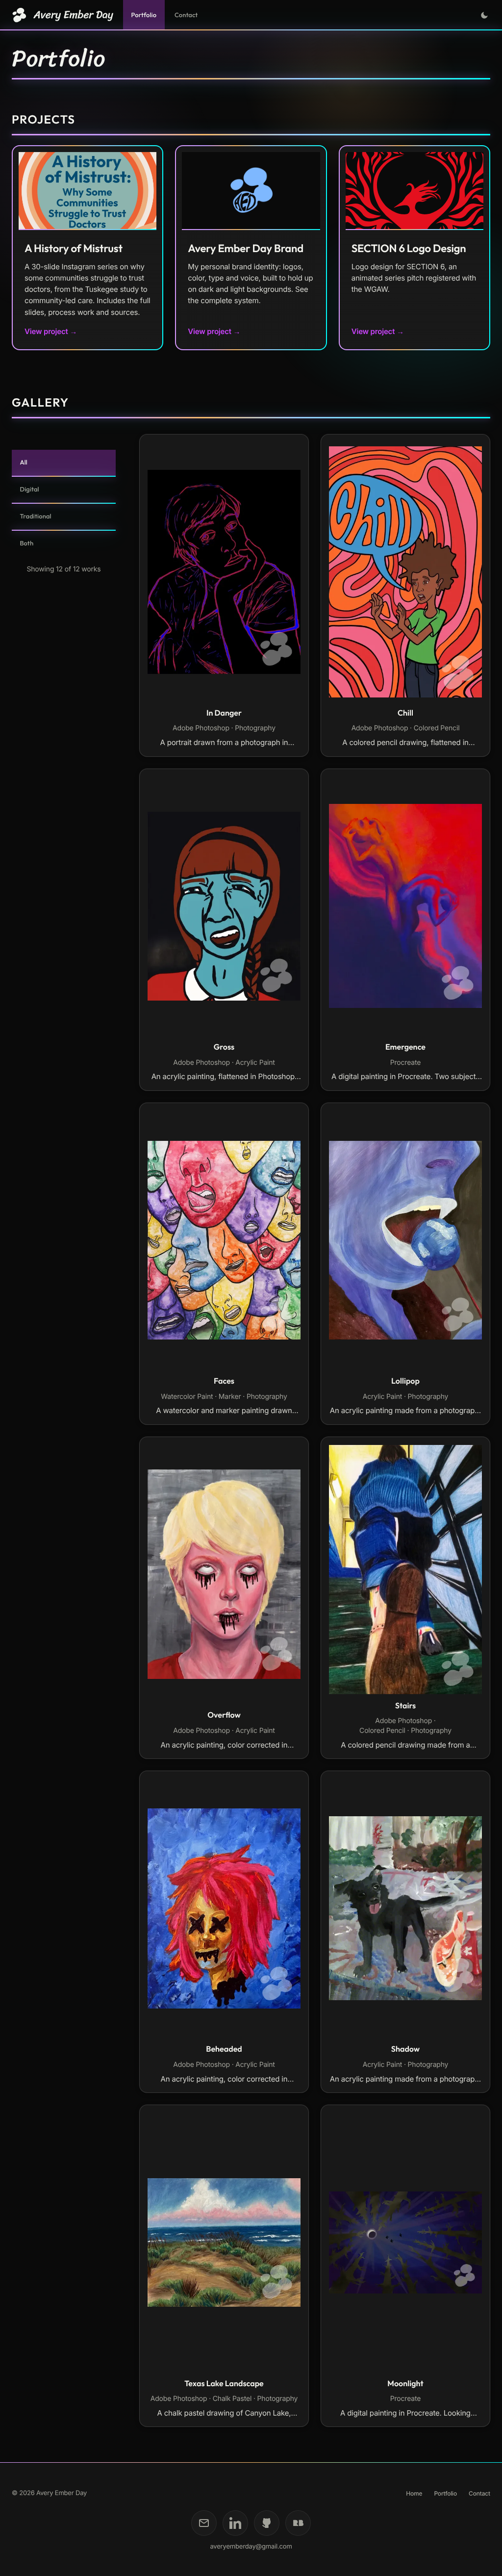 Avery Ember Day
Portfolio
Contact
Portfolio
PROJECTS
A History
of Mistrust:
Why Some
Communities
Struggle to Trust
Doctors
A History of Mistrust
A 30-slide Instagram series on why
some communities struggle to trust
doctors, from the Tuskegee study to
community-led care. Includes the full
slides, process work and sources.
View project →
Avery Ember Day Brand
My personal brand identity: logos,
color, type and voice, built to hold up
on dark and light backgrounds. See
the complete system.
View project →
SECTION 6 Logo Design
Logo design for SECTION 6, an
animated series pitch registered with
the WGAW.
View project →
GALLERY
All
Digital
Traditional
Both
Showing 12 of 12 works
In Danger
Adobe Photoshop · Photography
A portrait drawn from a photograph in...
Chill
Chill
Adobe Photoshop · Colored Pencil
A colored pencil drawing, flattened in...
Gross
Adobe Photoshop · Acrylic Paint
An acrylic painting, flattened in Photoshop...
Emergence
Procreate
A digital painting in Procreate. Two subject...
Faces
Watercolor Paint · Marker · Photography
A watercolor and marker painting drawn...
Lollipop
Acrylic Paint · Photography
An acrylic painting made from a photograp...
Overflow
Adobe Photoshop · Acrylic Paint
An acrylic painting, color corrected in...
Stairs
Adobe Photoshop ·
Colored Pencil · Photography
A colored pencil drawing made from a...
Beheaded
Adobe Photoshop · Acrylic Paint
An acrylic painting, color corrected in...
Shadow
Acrylic Paint · Photography
An acrylic painting made from a photograp...
Texas Lake Landscape
Adobe Photoshop · Chalk Pastel · Photography
A chalk pastel drawing of Canyon Lake,...
Moonlight
Procreate
A digital painting in Procreate. Looking...
© 2026 Avery Ember Day
Home
Portfolio
Contact
averyemberday@gmail.com